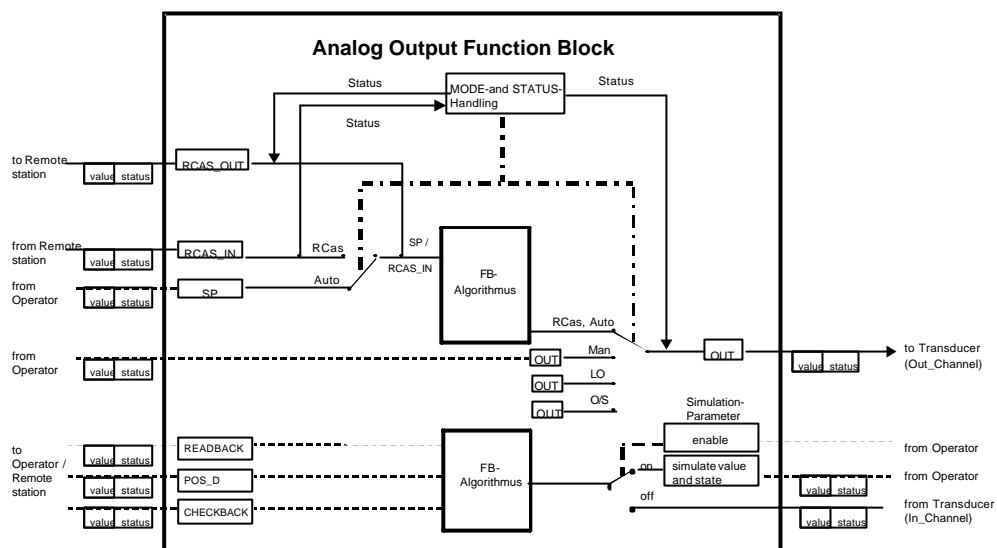 Analog Output Function Block
Status
MODE-and STATUS-
Handling
Status
Status
to Remote
station
value status
RCAS_OUT
from Remote
station
value status
RCAS_IN
RCas
SP /
RCAS_IN
from
Operator
value status
SP
Auto
FB-
Algorithmus
RCas, Auto
from
Operator
value status
OUT
Man
OUT
LO
OUT
O/S
OUT
value status
to Transducer
(Out_Channel)
Simulation-
Parameter
enable
from Operator
to
Operator /
Remote
station
value status
READBACK
value status
POS_D
value status
CHECKBACK
FB-
Algorithmus
on
simulate value
and state
value status
from Operator
off
value status
from Transducer
(In_Channel)